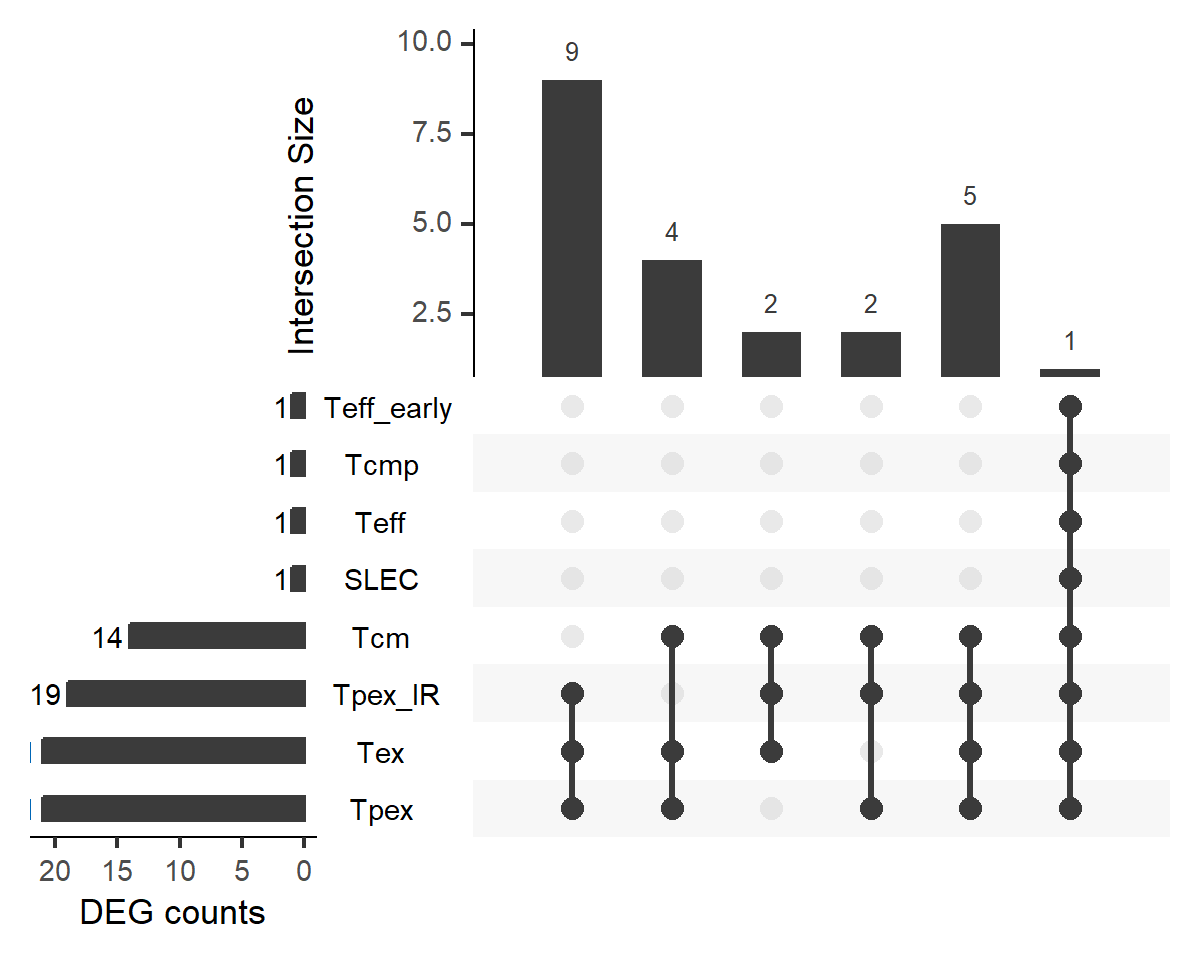 10.0
7.5
5.0
2.5
Intersection Size
9
4
2
2
5
1
1 Teff_early
1 Tcmp
1 Teff
1 SLEC
14 Tcm
19 Tpex_IR
Tex
Tpex
20 15 10 5 0
DEG counts